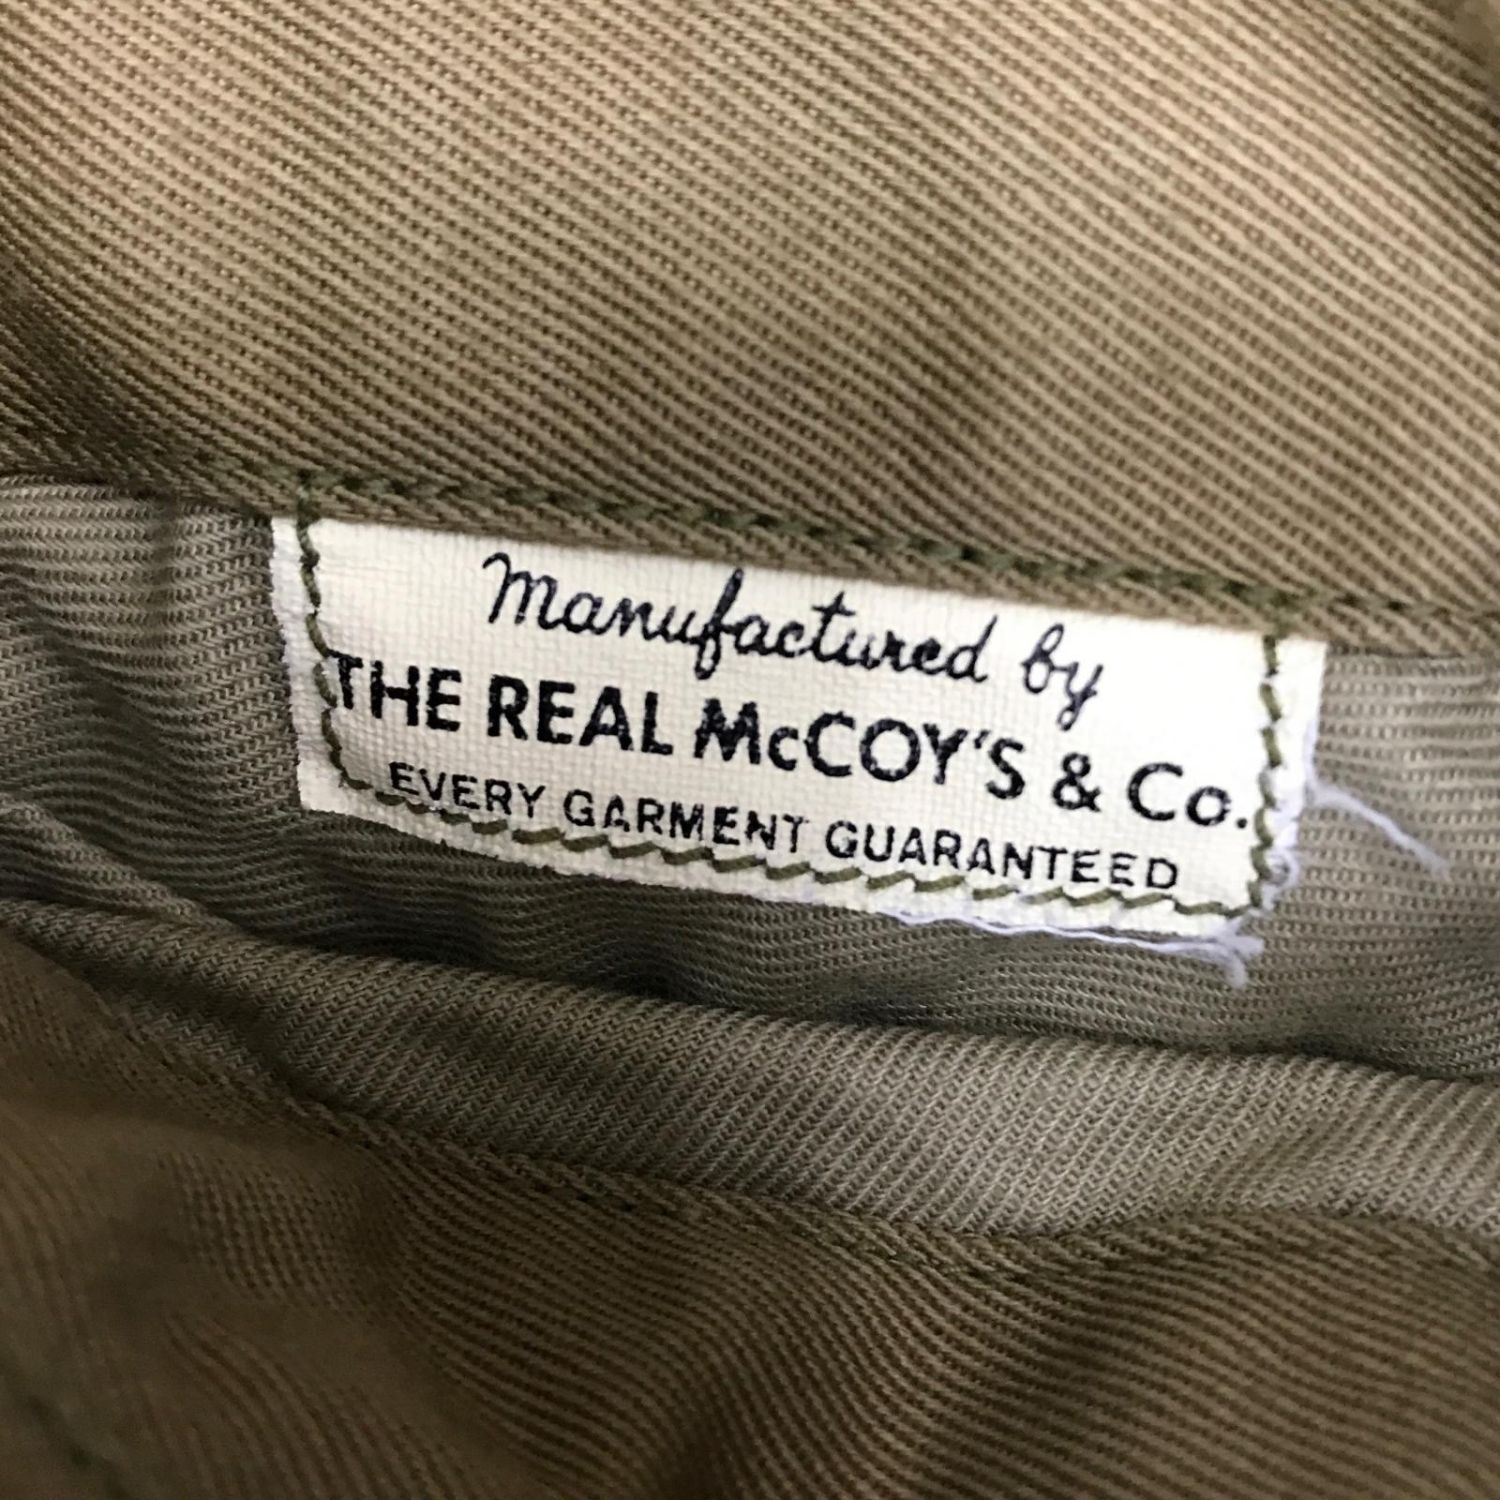 Manufactured by
THE REAL McCOY'S & Co.
EVERY GARMENT GUARANTEED